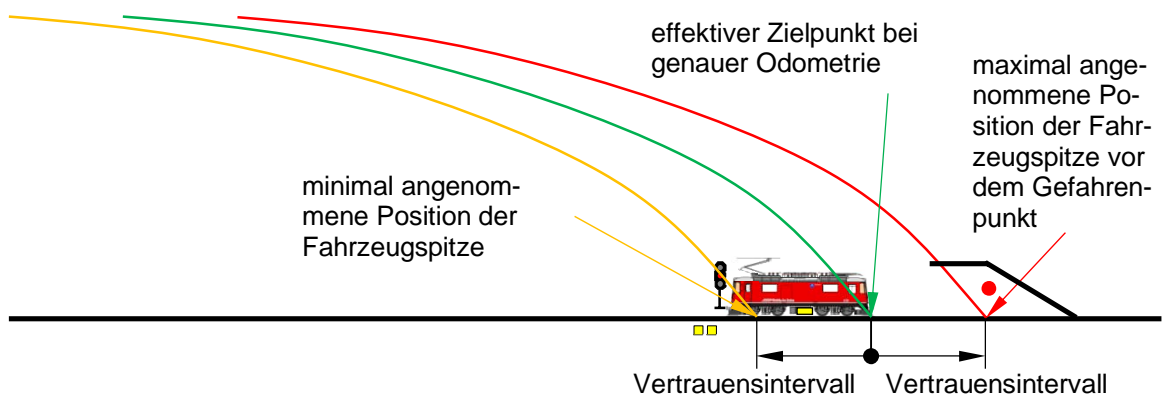 effektiver Zielpunkt bei
genauer Odometrie
maximal ange-
nommene Po-
sition der Fahr-
zeugspitze vor
dem Gefahren-
punkt
minimal angenom-
mene Position der
Fahrzeugspitze
Vertrauensintervall
Vertrauensintervall